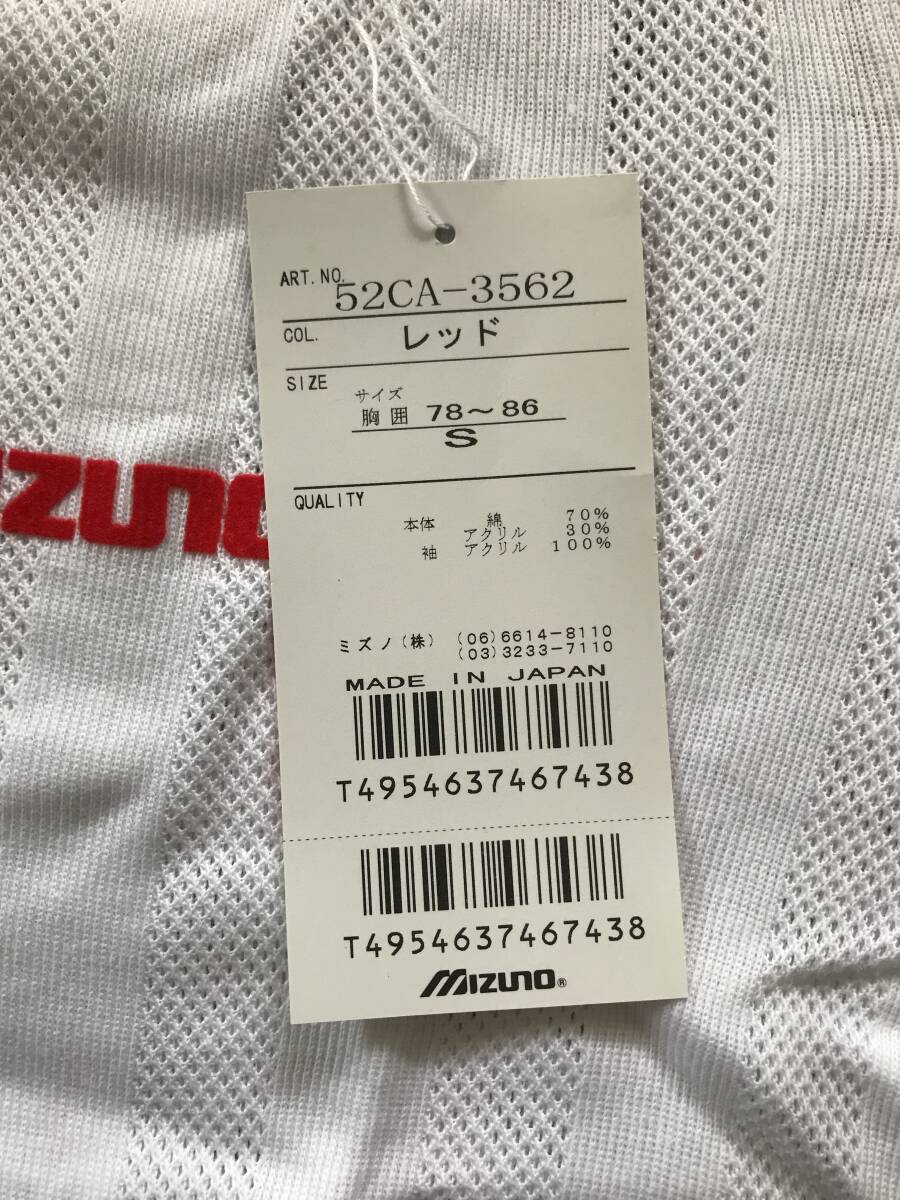 ART.NO. 52CA-3562
COL. レッド
SIZE
サイズ
胸囲 78～86
S
QUALITY
本体 綿 70%
アクリル 30%
袖 アクリル 100%
ミズノ(株) (06)6614-8110
(03)3233-7110
MADE IN JAPAN
T4954637467438
T4954637467438
MIZUNO®
IZUNO